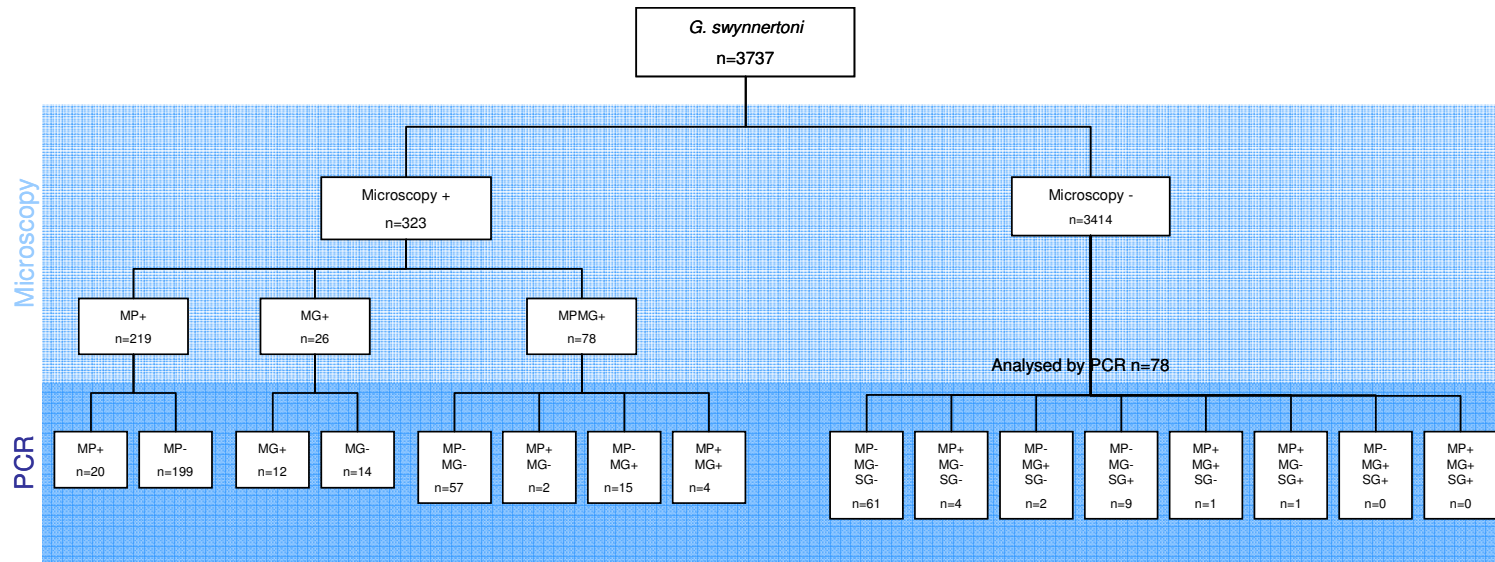 G. swynnertoni
n=3737
Microscopy
Microscopy +
n=323
Microscopy -
n=3414
MP+
n=219
MG+
n=26
MPMG+
n=78
Analysed by PCR n=78
PCR
MP+
n=20
MP-
n=199
MG+
n=12
MG-
n=14
MP-
MG-
n=57
MP+
MG-
n=2
MP-
MG+
n=15
MP+
MG+
n=4
MP-
MG-
SG-
n=61
MP+
MG-
SG-
n=4
MP-
MG+
SG-
n=2
MP-
MG-
SG+
n=9
MP+
MG+
SG-
n=1
MP+
MG-
SG+
n=1
MP-
MG+
SG+
n=0
MP+
MG+
SG+
n=0